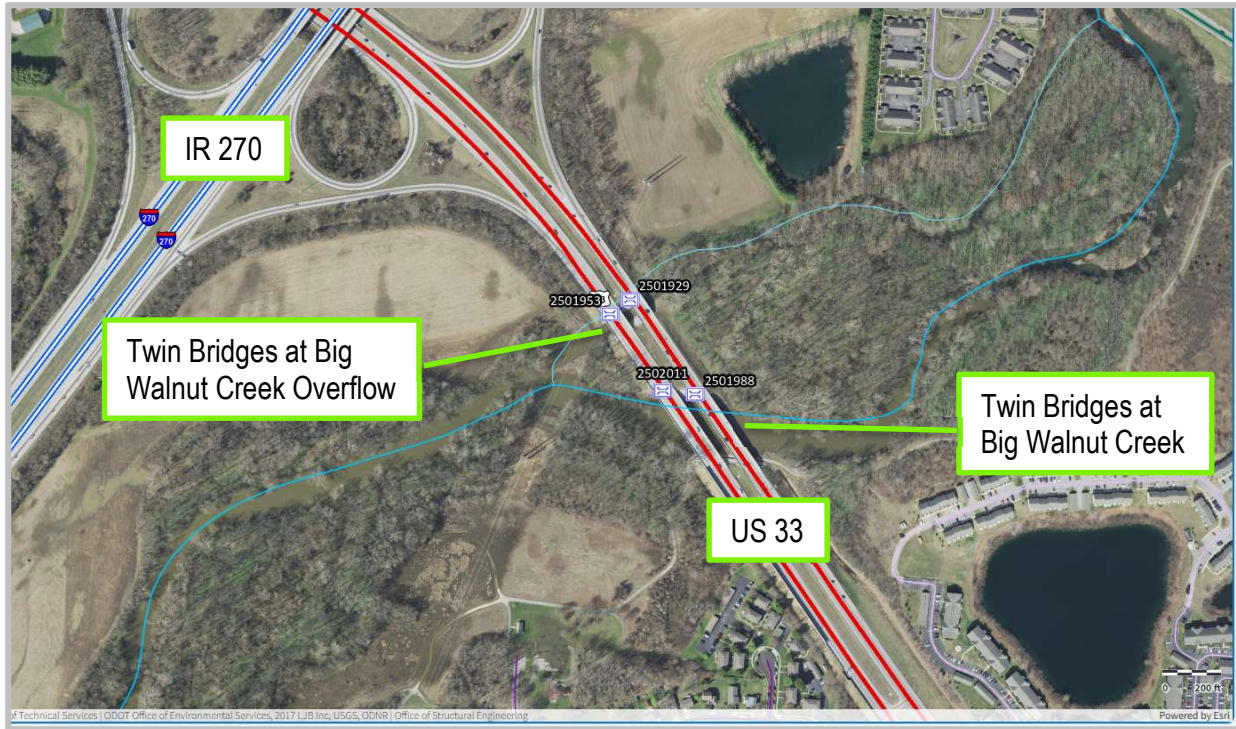 IR 270
270
270
2501929
2501953
Twin Bridges at Big
Walnut Creek Overflow
2502011
2501988
Twin Bridges at
Big Walnut Creek
US 33
0 200 ft
of Technical Services | ODOT Office of Environmental Services, 2017 LJB Inc, USGS, ODNR | Office of Structural Engineering
Powered by Esri